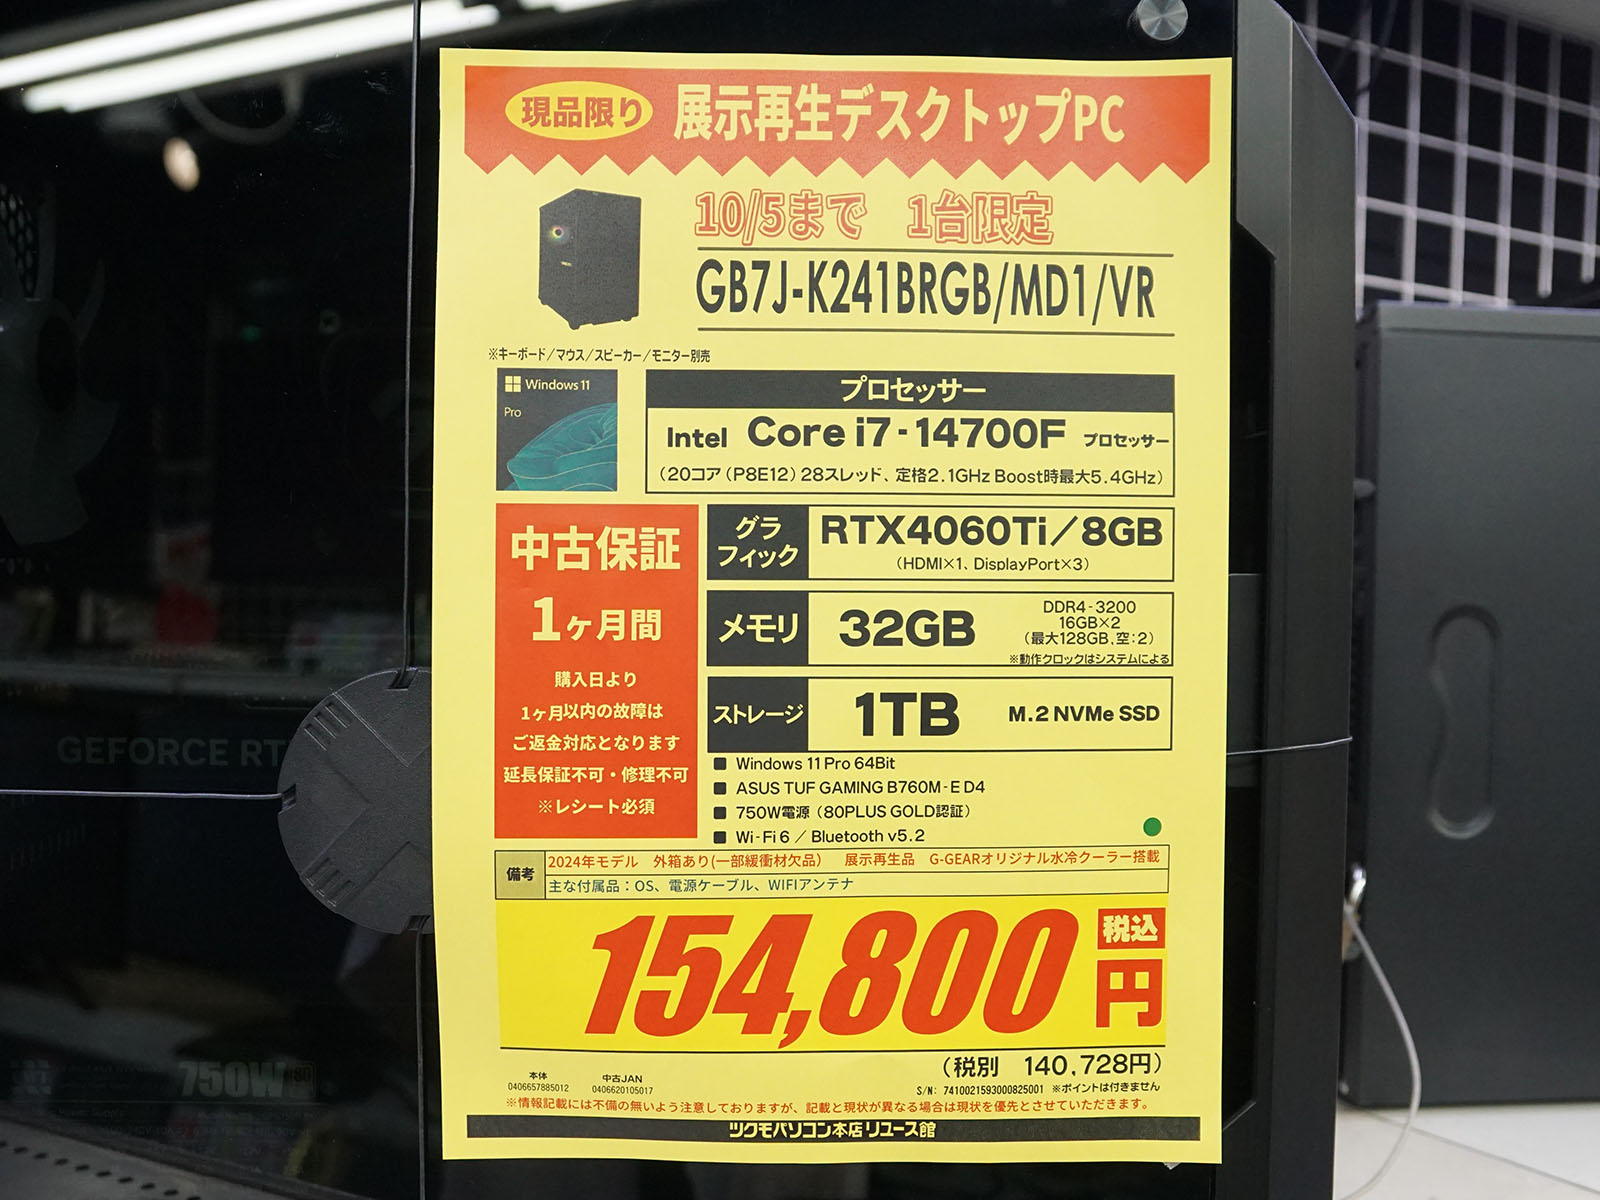 現品限り 展示再生デスクトップPC
10/5まで 1台限定
GB7J-K241BRGB/MD1/VR
※キーボード/マウス/スピーカー/モニター別売
Windows 11
Pro
プロセッサー
Intel Core i7-14700F プロセッサー
（20コア（P8E12）28スレッド、定格2.1GHz Boost時最大5.4GHz）
中古保証
1ヶ月間
購入日より
1ヶ月以内の故障は
ご返金対応となります
延長保証不可・修理不可
※レシート必須
グラ
フィック
RTX4060Ti／8GB
（HDMI×1、DisplayPort×3）
メモリ
32GB
DDR4-3200
16GB×2
（最大128GB,空：2）
※動作クロックはシステムによる
ストレージ
1TB M.2 NVMe SSD
■ Windows 11 Pro 64Bit
■ ASUS TUF GAMING B760M-E D4
■ 750W電源（80PLUS GOLD認証）
■ Wi-Fi 6 ／ Bluetooth v5.2
備考
2024年モデル 外箱あり(一部緩衝材欠品） 展示再生品 G-GEARオリジナル水冷クーラー搭載
主な付属品：OS、電源ケーブル、WIFIアンテナ
154,800 税込
円
（税別 140,728円）
本体
0406657885012
中古JAN
0406620105017
S/N: 7410021593000825001 ※ポイントは付きません
※情報記載には不備の無いよう注意しておりますが、記載と現状が異なる場合は現状を優先とさせていただきます。
ツクモパソコン本店 リユース館
GEFORCE RT
750W